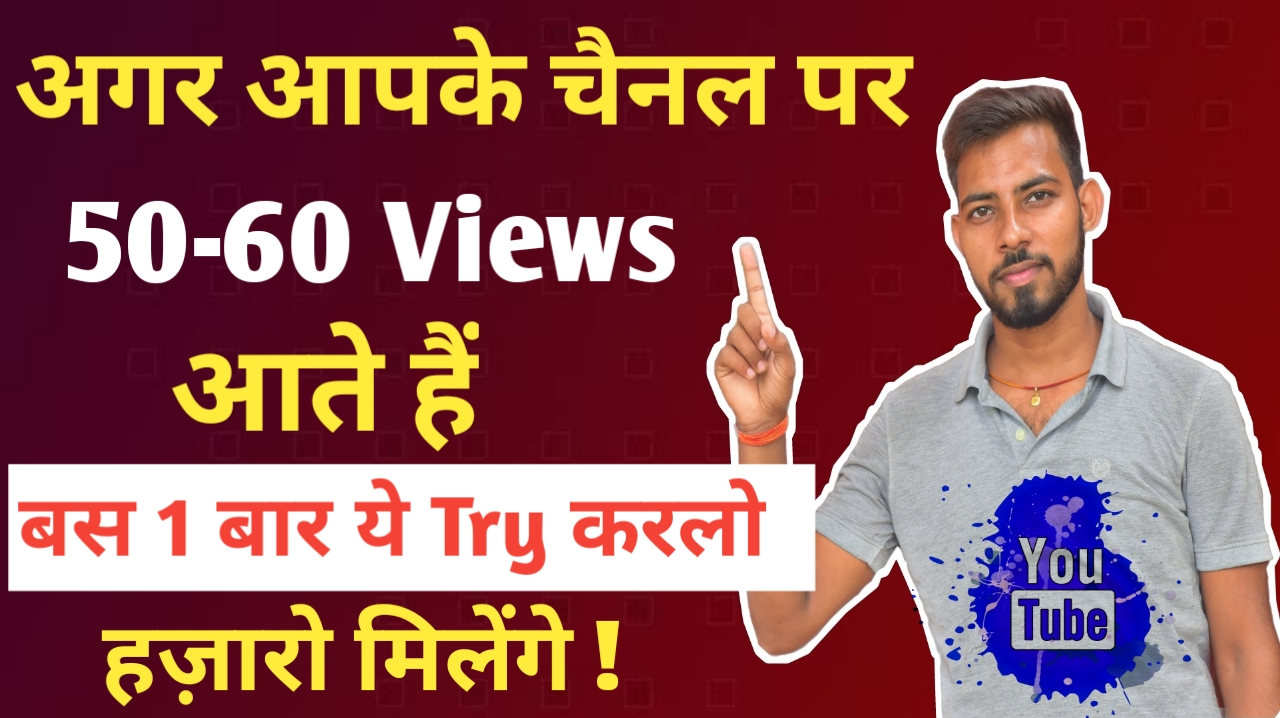 अगर आपके चैनल पर
50-60 Views
आते हैं
बस 1 बार ये Try करलो
हज़ारो मिलेंगे !
You
Tube